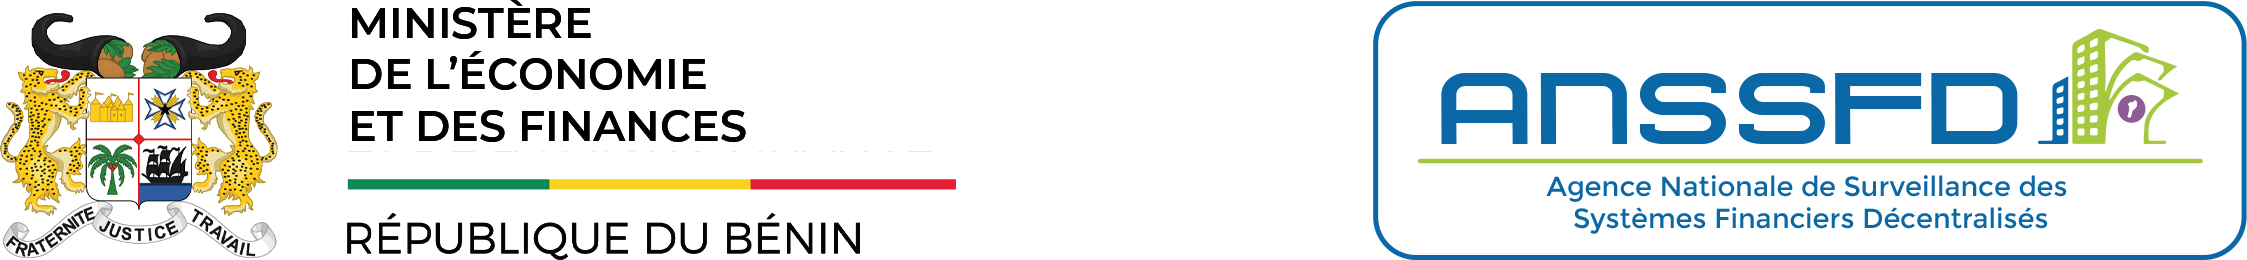 MINISTÈRE
DE L’ÉCONOMIE
ET DES FINANCES
RÉPUBLIQUE DU BÉNIN
FRATERNITE JUSTICE TRAVAIL
ANSSFD
Agence Nationale de Surveillance des
Systèmes Financiers Décentralisés